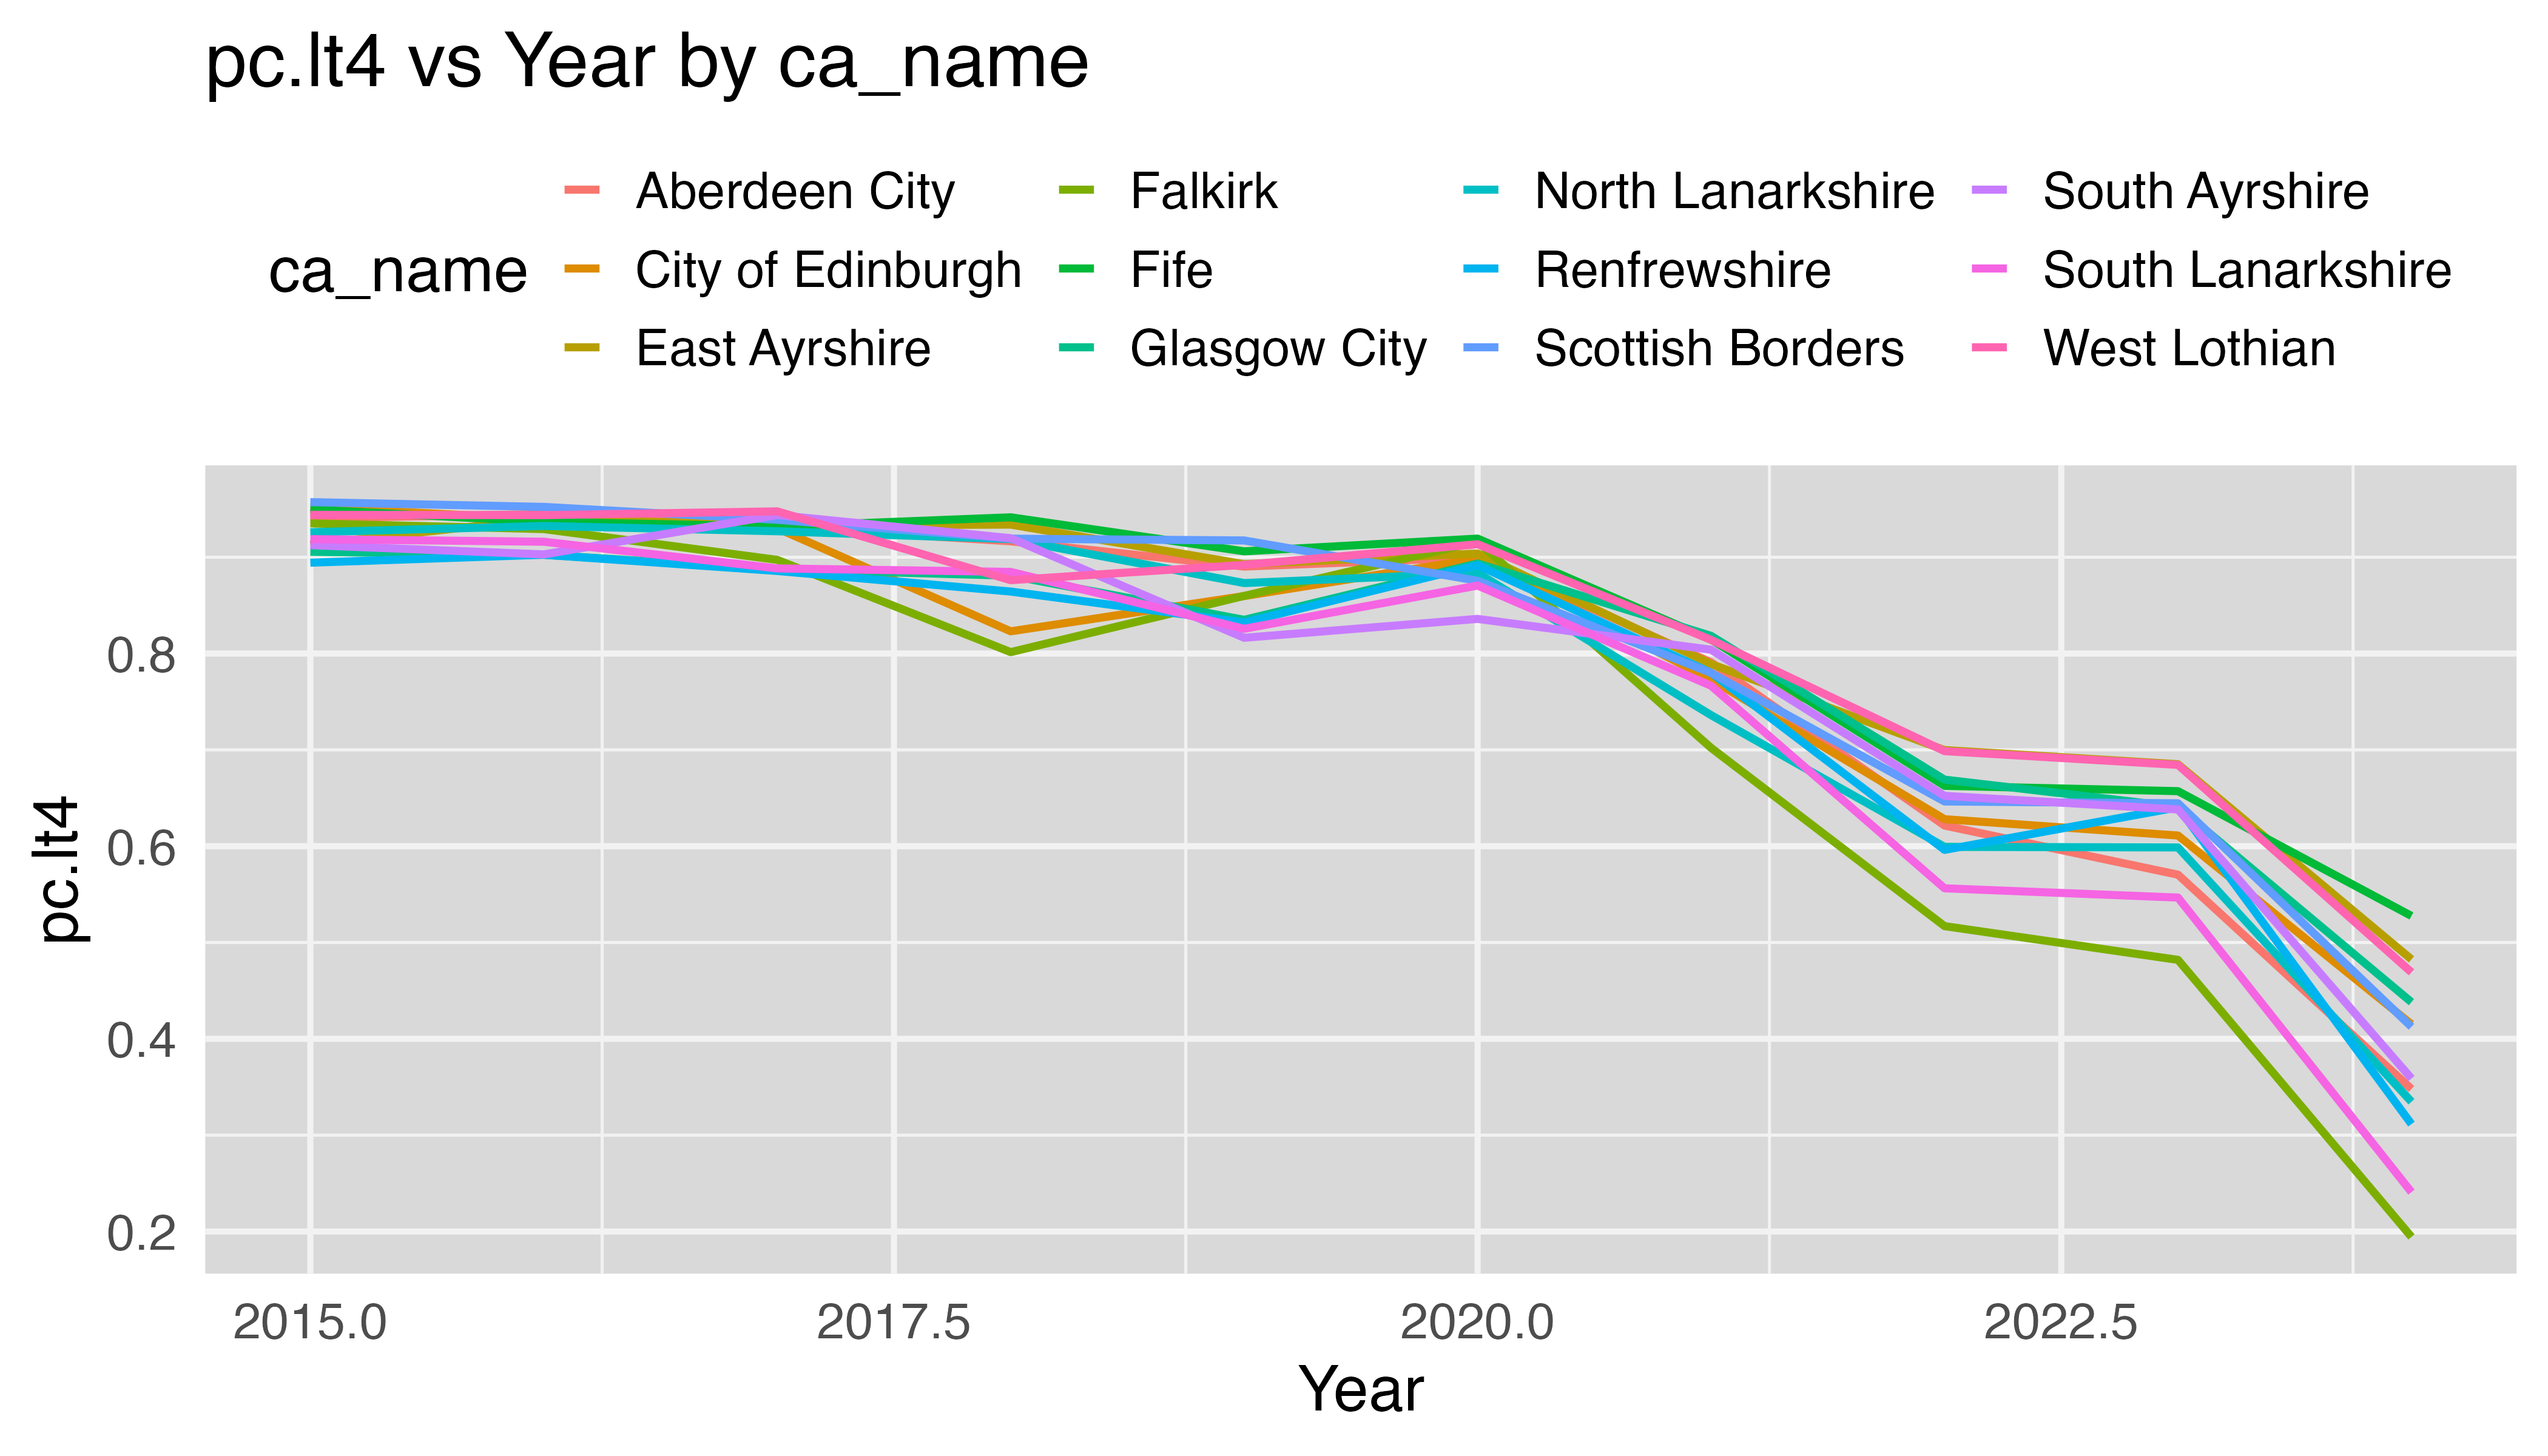 pc.lt4 vs Year by ca_name
ca_name
Aberdeen City
City of Edinburgh
East Ayrshire
Falkirk
Fife
Glasgow City
North Lanarkshire
Renfrewshire
Scottish Borders
South Ayrshire
South Lanarkshire
West Lothian
pc.lt4
0.8
0.6
0.4
0.2
2015.0
2017.5
2020.0
2022.5
Year